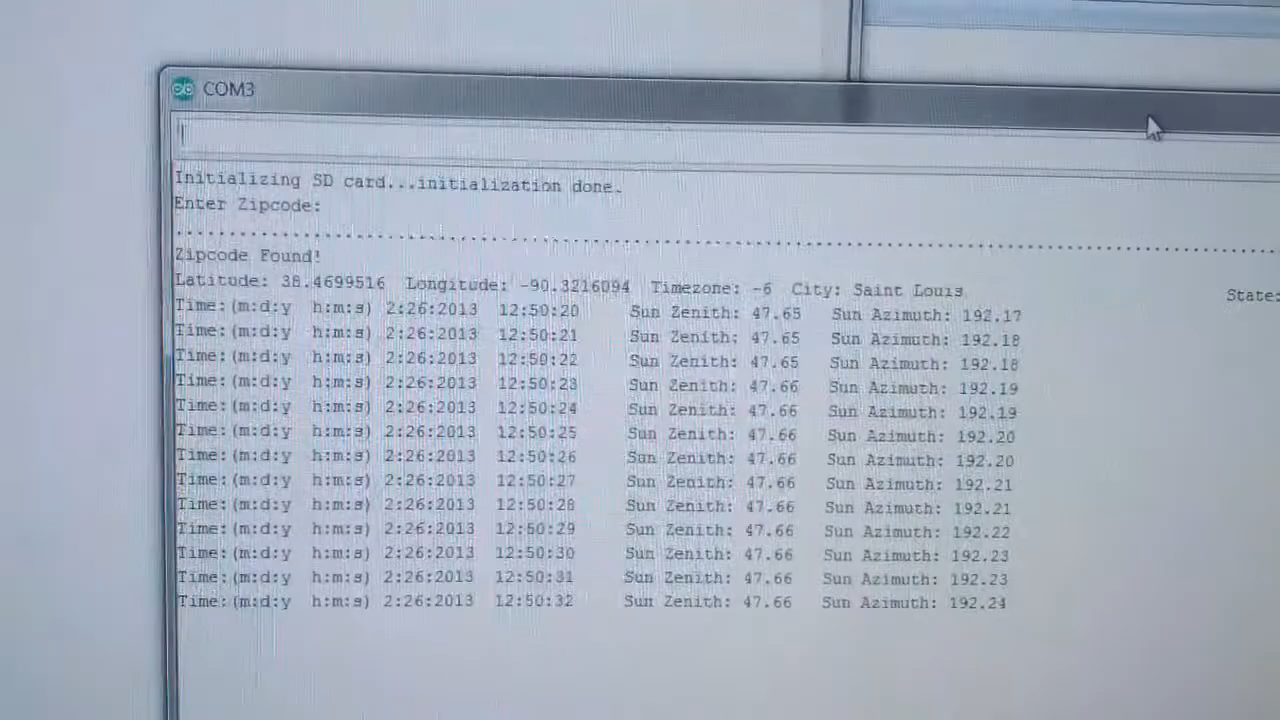 COM3
Initializing SD card...initialization done.
Enter Zipcode:
................................................................................................................
Zipcode Found!
Latitude: 38.4699516 Longitude: -90.3216094 Timezone: -6 City: Saint Louis State:
Time:(m:d:y h:m:s) 2:26:2013 12:50:20 Sun Zenith: 47.65 Sun Azimuth: 192.17
Time:(m:d:y h:m:s) 2:26:2013 12:50:21 Sun Zenith: 47.65 Sun Azimuth: 192.18
Time:(m:d:y h:m:s) 2:26:2013 12:50:22 Sun Zenith: 47.65 Sun Azimuth: 192.18
Time:(m:d:y h:m:s) 2:26:2013 12:50:23 Sun Zenith: 47.66 Sun Azimuth: 192.19
Time:(m:d:y h:m:s) 2:26:2013 12:50:24 Sun Zenith: 47.66 Sun Azimuth: 192.19
Time:(m:d:y h:m:s) 2:26:2013 12:50:25 Sun Zenith: 47.66 Sun Azimuth: 192.20
Time:(m:d:y h:m:s) 2:26:2013 12:50:26 Sun Zenith: 47.66 Sun Azimuth: 192.20
Time:(m:d:y h:m:s) 2:26:2013 12:50:27 Sun Zenith: 47.66 Sun Azimuth: 192.21
Time:(m:d:y h:m:s) 2:26:2013 12:50:28 Sun Zenith: 47.66 Sun Azimuth: 192.21
Time:(m:d:y h:m:s) 2:26:2013 12:50:29 Sun Zenith: 47.66 Sun Azimuth: 192.22
Time:(m:d:y h:m:s) 2:26:2013 12:50:30 Sun Zenith: 47.66 Sun Azimuth: 192.23
Time:(m:d:y h:m:s) 2:26:2013 12:50:31 Sun Zenith: 47.66 Sun Azimuth: 192.23
Time:(m:d:y h:m:s) 2:26:2013 12:50:32 Sun Zenith: 47.66 Sun Azimuth: 192.24